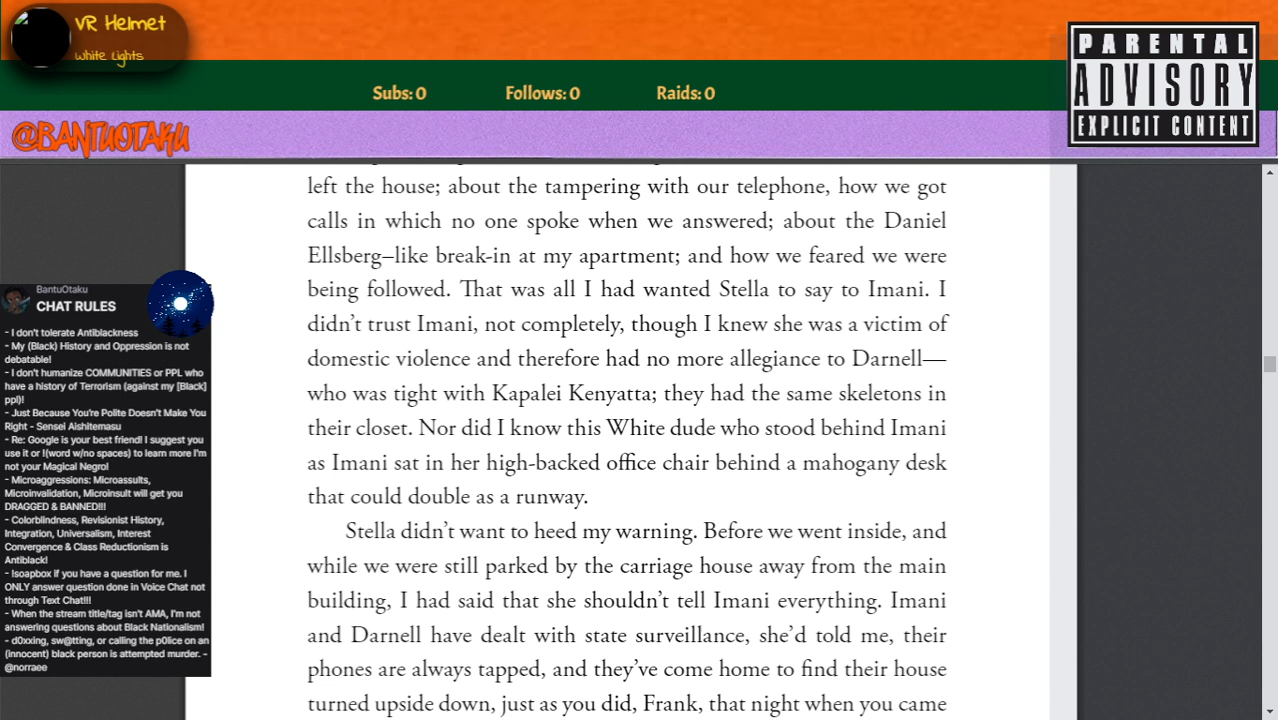 VR Helmet
White Lights
PARENTAL
ADVISORY
EXPLICIT CONTENT
Subs: 0
Follows: 0
Raids: 0
@BANTUOTAKU
left the house; about the tampering with our telephone, how we got
calls in which no one spoke when we answered; about the Daniel
Ellsberg–like break-in at my apartment; and how we feared we were
being followed. That was all I had wanted Stella to say to Imani. I
didn't trust Imani, not completely, though I knew she was a victim of
domestic violence and therefore had no more allegiance to Darnell—
who was tight with Kapalei Kenyatta; they had the same skeletons in
their closet. Nor did I know this White dude who stood behind Imani
as Imani sat in her high-backed office chair behind a mahogany desk
that could double as a runway.
Stella didn't want to heed my warning. Before we went inside, and
while we were still parked by the carriage house away from the main
building, I had said that she shouldn't tell Imani everything. Imani
and Darnell have dealt with state surveillance, she'd told me, their
phones are always tapped, and they've come home to find their house
turned upside down, just as you did, Frank, that night when you came
BantuOtaku
CHAT RULES
- I don't tolerate Antiblackness
- My (Black) History and Oppression is not
debatable!
- I don't humanize COMMUNITIES or PPL who
have a history of Terrorism (against my [Black]
ppl)!
- Just Because You're Polite Doesn't Make You
Right - Sensei Aishitemasu
- Re: Google is your best friend! I suggest you
use it or !(word w/no spaces) to learn more I'm
not your Magical Negro!
- Microaggressions: Microassults,
Microinvalidation, Microinsult will get you
DRAGGED & BANNED!!!
- Colorblindness, Revisionist History,
Integration, Universalism, Interest
Convergence & Class Reductionism is
Antiblack!
- !soapbox if you have a question for me. I
ONLY answer question done in Voice Chat not
through Text Chat!!!
- When the stream title/tag isn't AMA, I'm not
answering questions about Black Nationalism!
- d0xxing, sw@tting, or calling the p0lice on an
(innocent) black person is attempted murder. -
@norraee